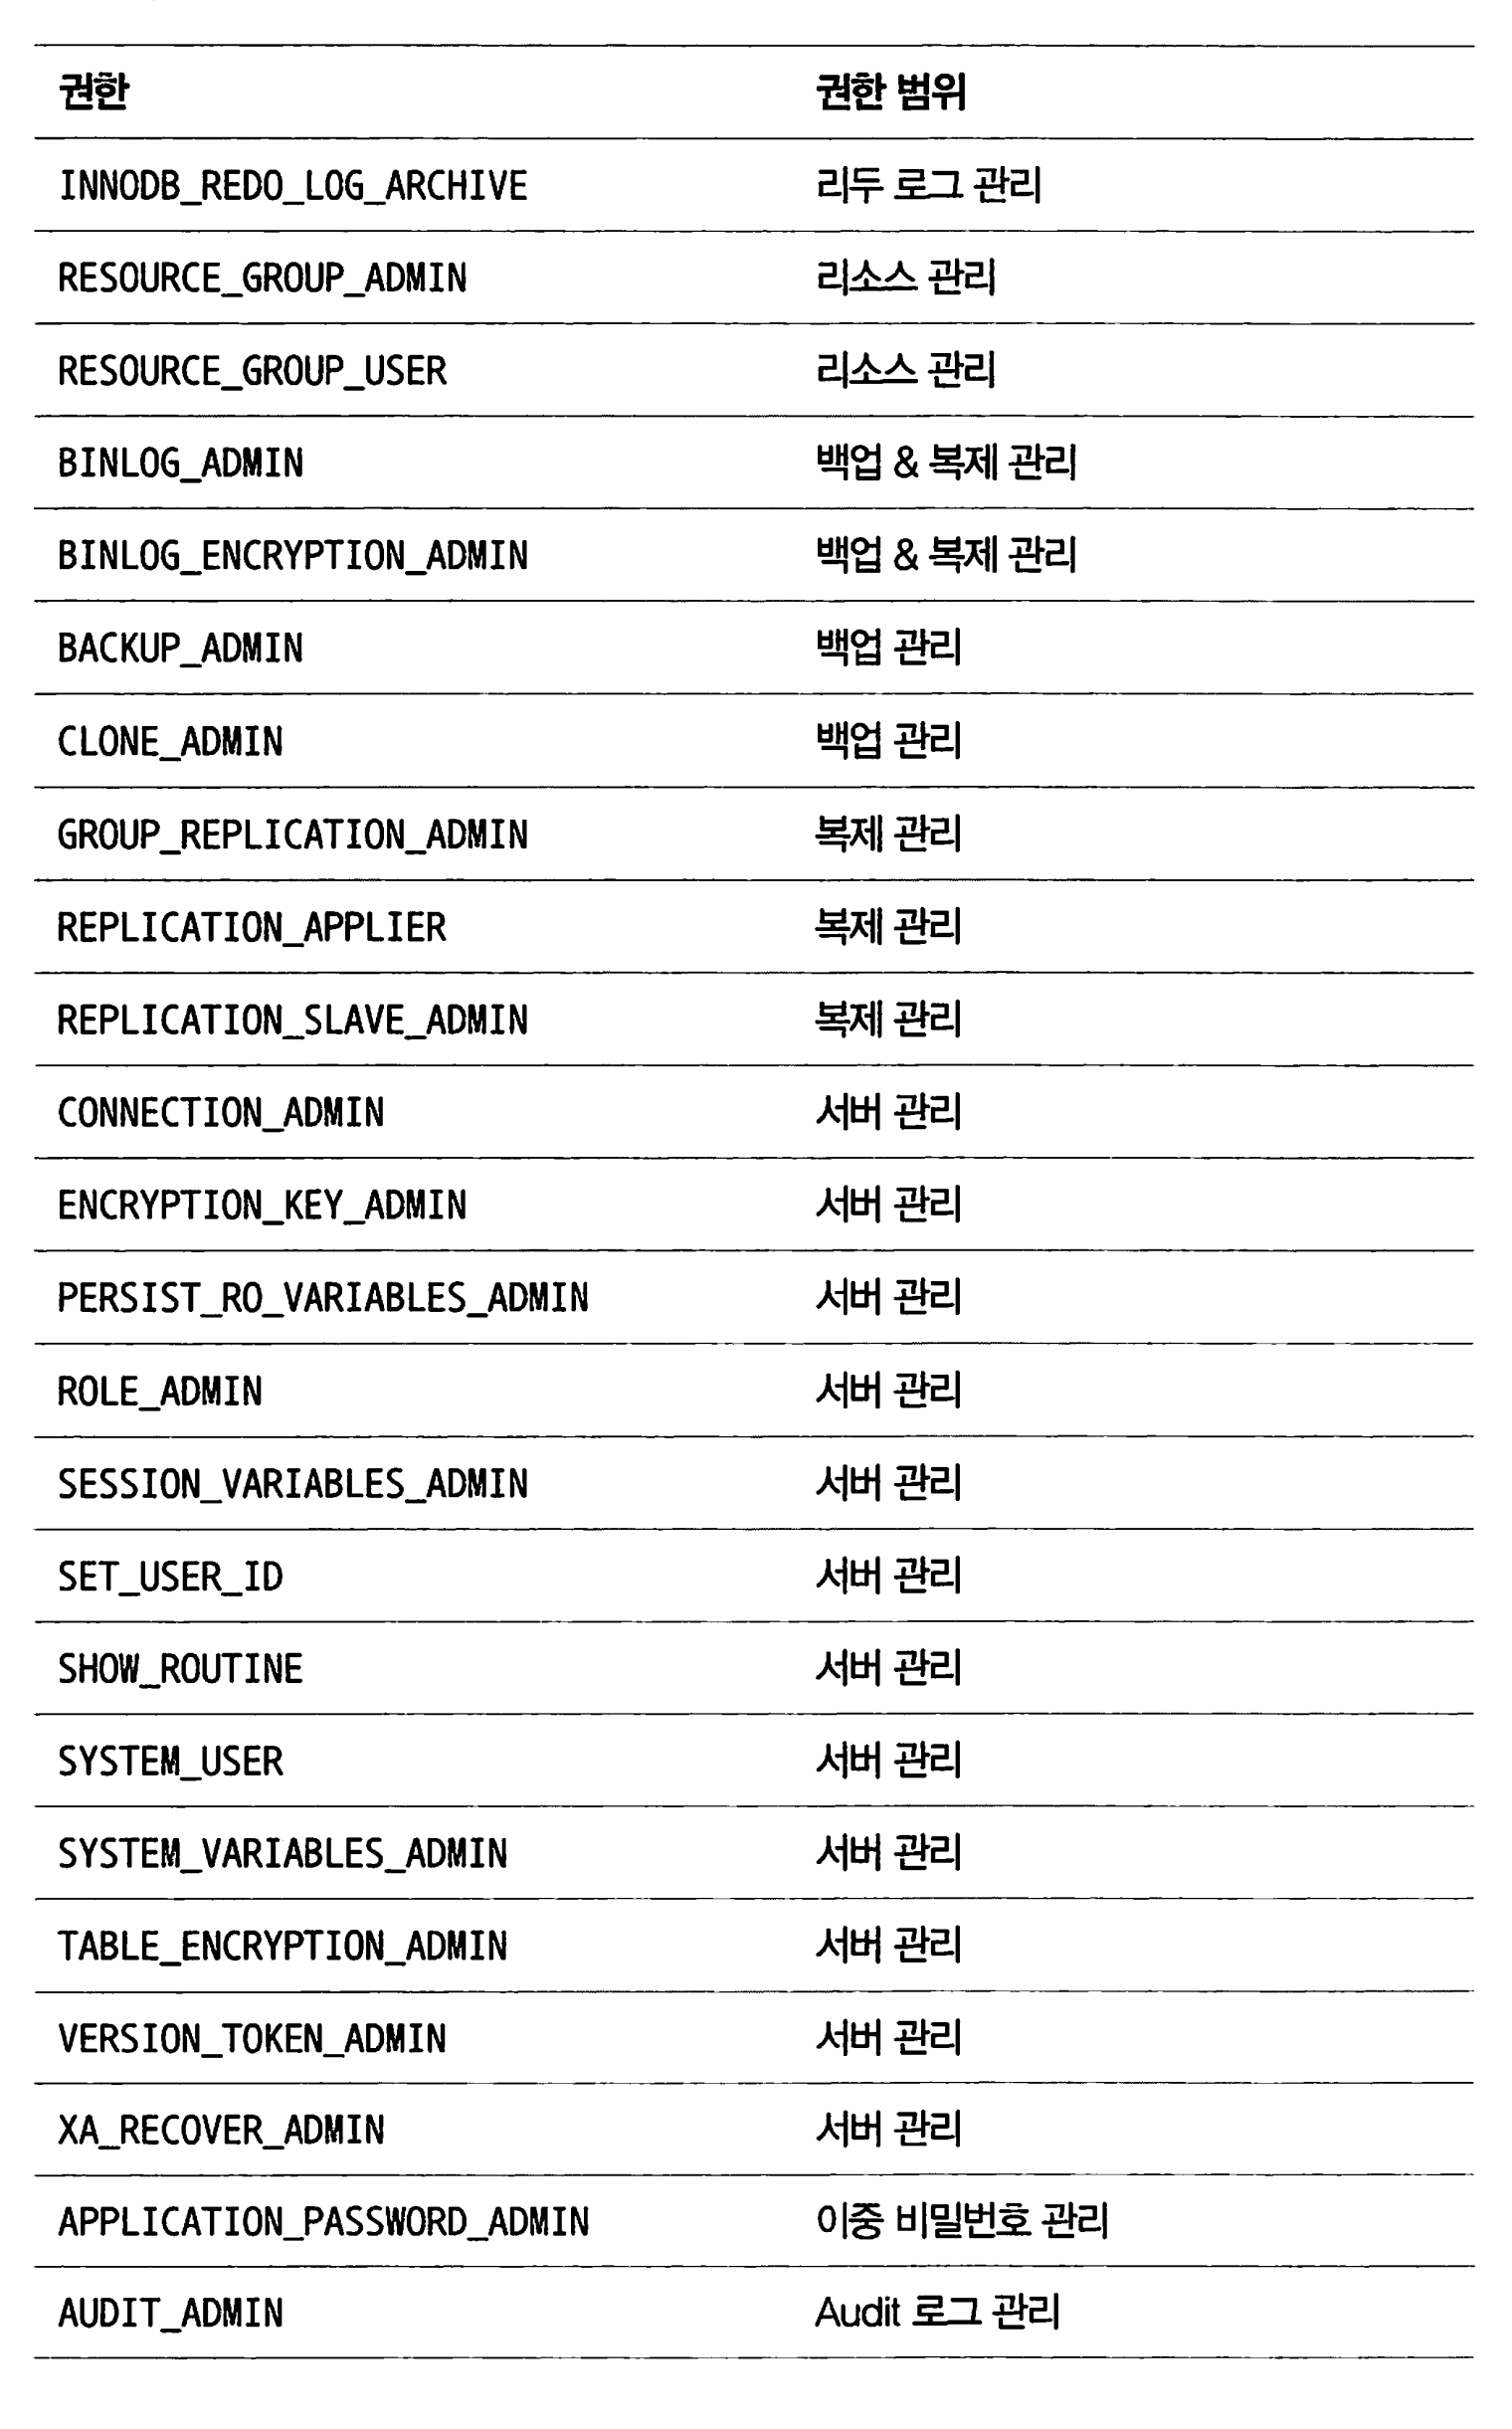 권한 권한 범위
INNODB_REDO_LOG_ARCHIVE 리두 로그 관리
RESOURCE_GROUP_ADMIN 리소스 관리
RESOURCE_GROUP_USER 리소스 관리
BINLOG_ADMIN 백업 & 복제 관리
BINLOG_ENCRYPTION_ADMIN 백업 & 복제 관리
BACKUP_ADMIN 백업 관리
CLONE_ADMIN 백업 관리
GROUP_REPLICATION_ADMIN 복제 관리
REPLICATION_APPLIER 복제 관리
REPLICATION_SLAVE_ADMIN 복제 관리
CONNECTION_ADMIN 서버 관리
ENCRYPTION_KEY_ADMIN 서버 관리
PERSIST_RO_VARIABLES_ADMIN 서버 관리
ROLE_ADMIN 서버 관리
SESSION_VARIABLES_ADMIN 서버 관리
SET_USER_ID 서버 관리
SHOW_ROUTINE 서버 관리
SYSTEM_USER 서버 관리
SYSTEM_VARIABLES_ADMIN 서버 관리
TABLE_ENCRYPTION_ADMIN 서버 관리
VERSION_TOKEN_ADMIN 서버 관리
XA_RECOVER_ADMIN 서버 관리
APPLICATION_PASSWORD_ADMIN 이중 비밀번호 관리
AUDIT_ADMIN Audit 로그 관리